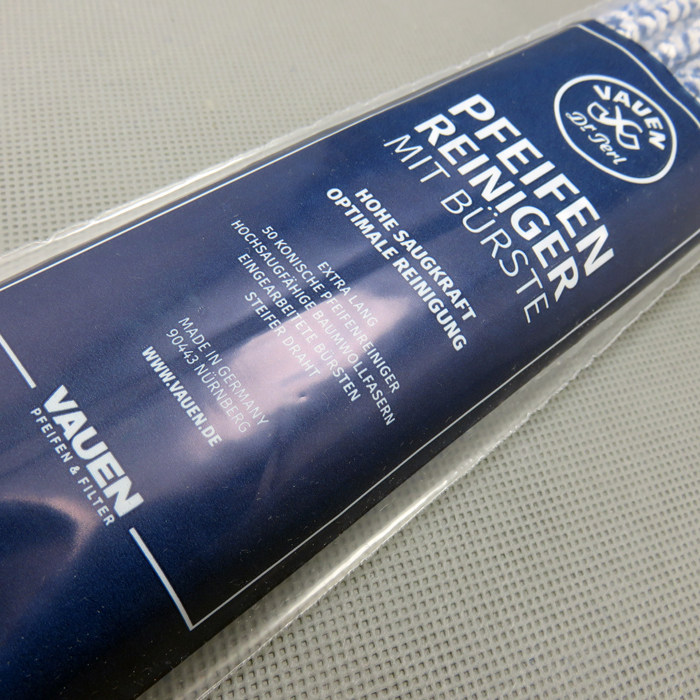 VAUEN
Dr. Perl
PFEIFEN
REINIGER
MIT BÜRSTE
HOHE SAUGKRAFT
OPTIMALE REINIGUNG
EXTRA LANG
50 KONISCHE PFEIFENREINIGER
HOCHSAUGFÄHIGE BAUMWOLLFASERN
EINGEARBEITETE BÜRSTEN
STEIFER DRAHT
MADE IN GERMANY
90443 NÜRNBERG
WWW.VAUEN.DE
VAUEN
PFEIFEN & FILTER